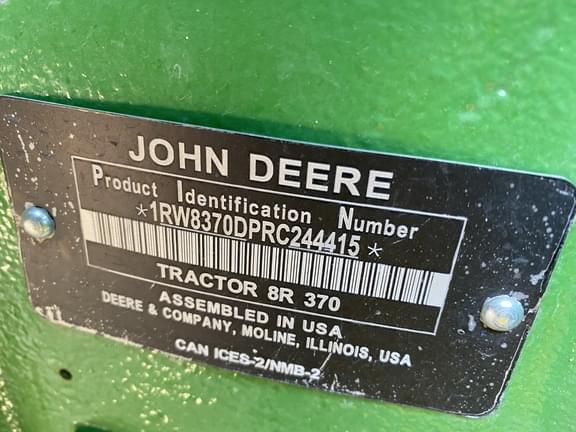 JOHN DEERE
Product Identification Number
*1RW8370DPRC244415*
TRACTOR 8R 370
ASSEMBLED IN USA
DEERE & COMPANY, MOLINE, ILLINOIS, USA
CAN ICES-2/NMB-2